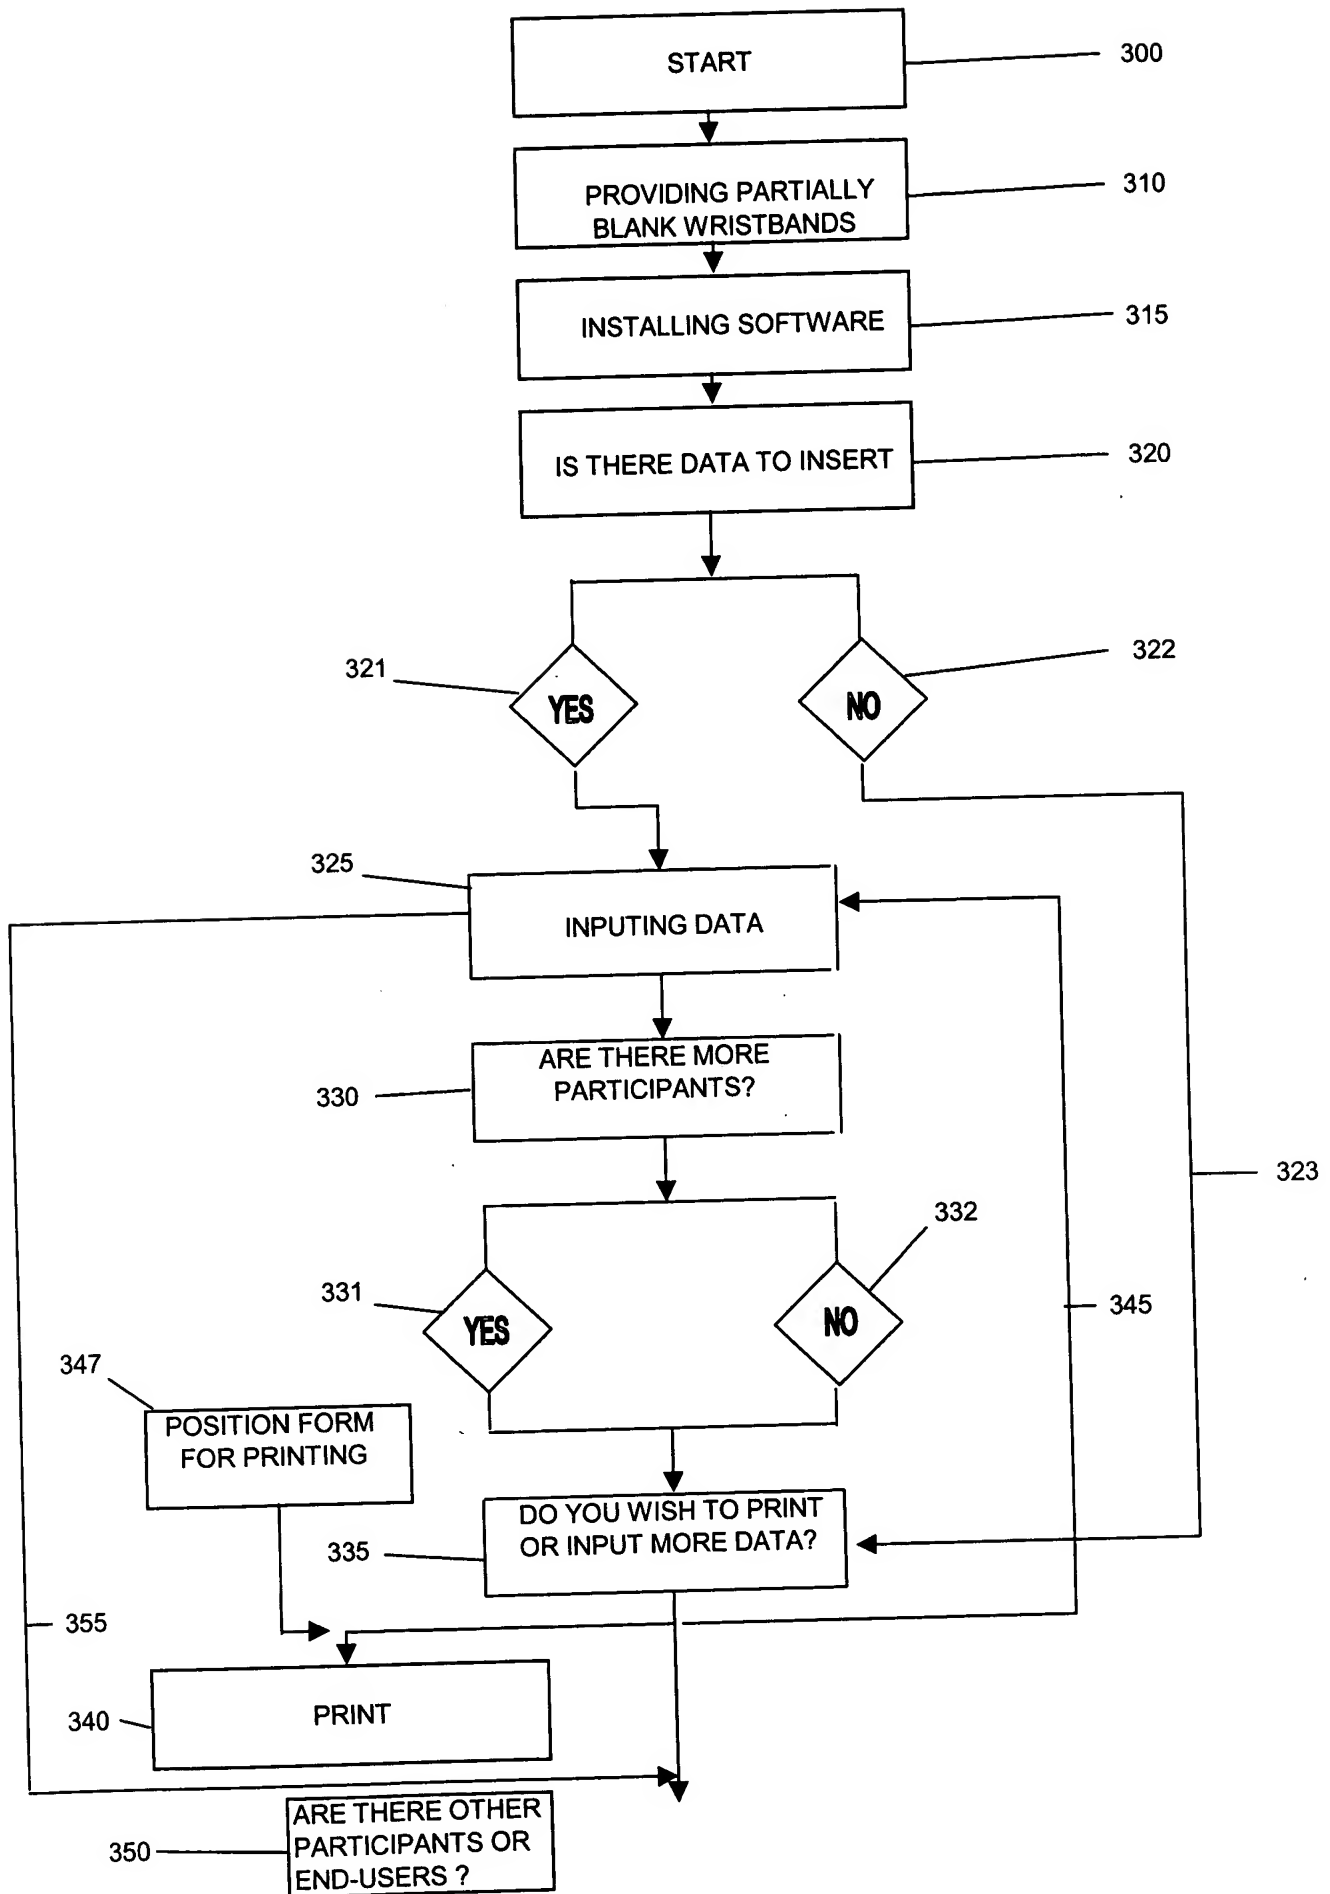 START
300
PROVIDING PARTIALLY
BLANK WRISTBANDS
310
INSTALLING SOFTWARE
315
IS THERE DATA TO INSERT
320
321
YES
NO
322
325
INPUTING DATA
330
ARE THERE MORE
PARTICIPANTS?
323
332
331
YES
NO
345
347
POSITION FORM
FOR PRINTING
335
DO YOU WISH TO PRINT
OR INPUT MORE DATA?
355
340
PRINT
350
ARE THERE OTHER
PARTICIPANTS OR
END-USERS ?